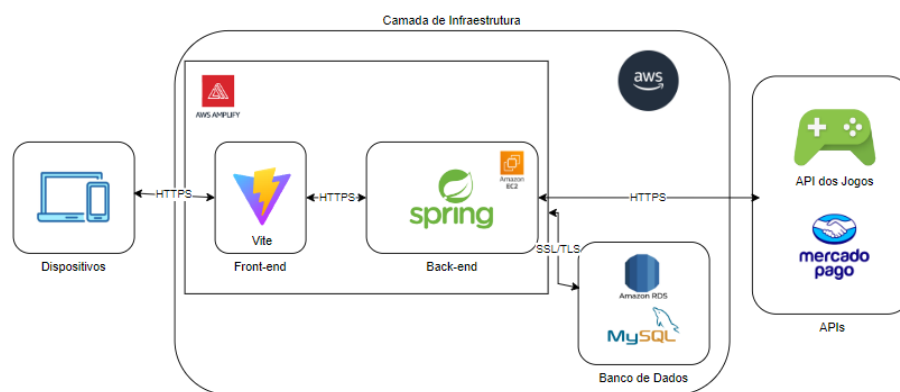 Camada de Infraestrutura
aws
AWS AMPLIFY
Amazon
EC2
HTTPS
HTTPS
HTTPS
Vite
spring
SSL/TLS
API dos Jogos
mercado
pago
Dispositivos
Front-end
Back-end
Amazon RDS
MySQL
APIs
Banco de Dados